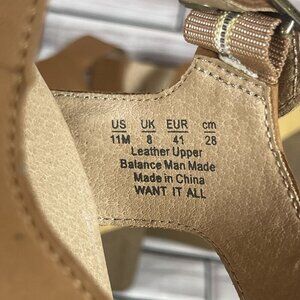 US UK EUR cm
11M 8 41 28
Leather Upper
Balance Man Made
Made in China
WANT IT ALL